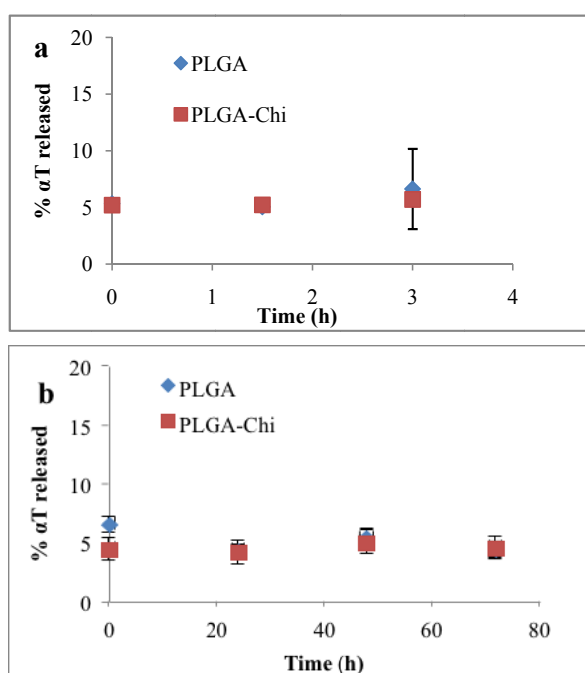 a
20
PLGA
15
PLGA-Chi
% αT released
10
5
0
0 1 2 3 4
Time (h)
b
20
PLGA
15
PLGA-Chi
% αT released
10
5
0
0 20 40 60 80
Time (h)